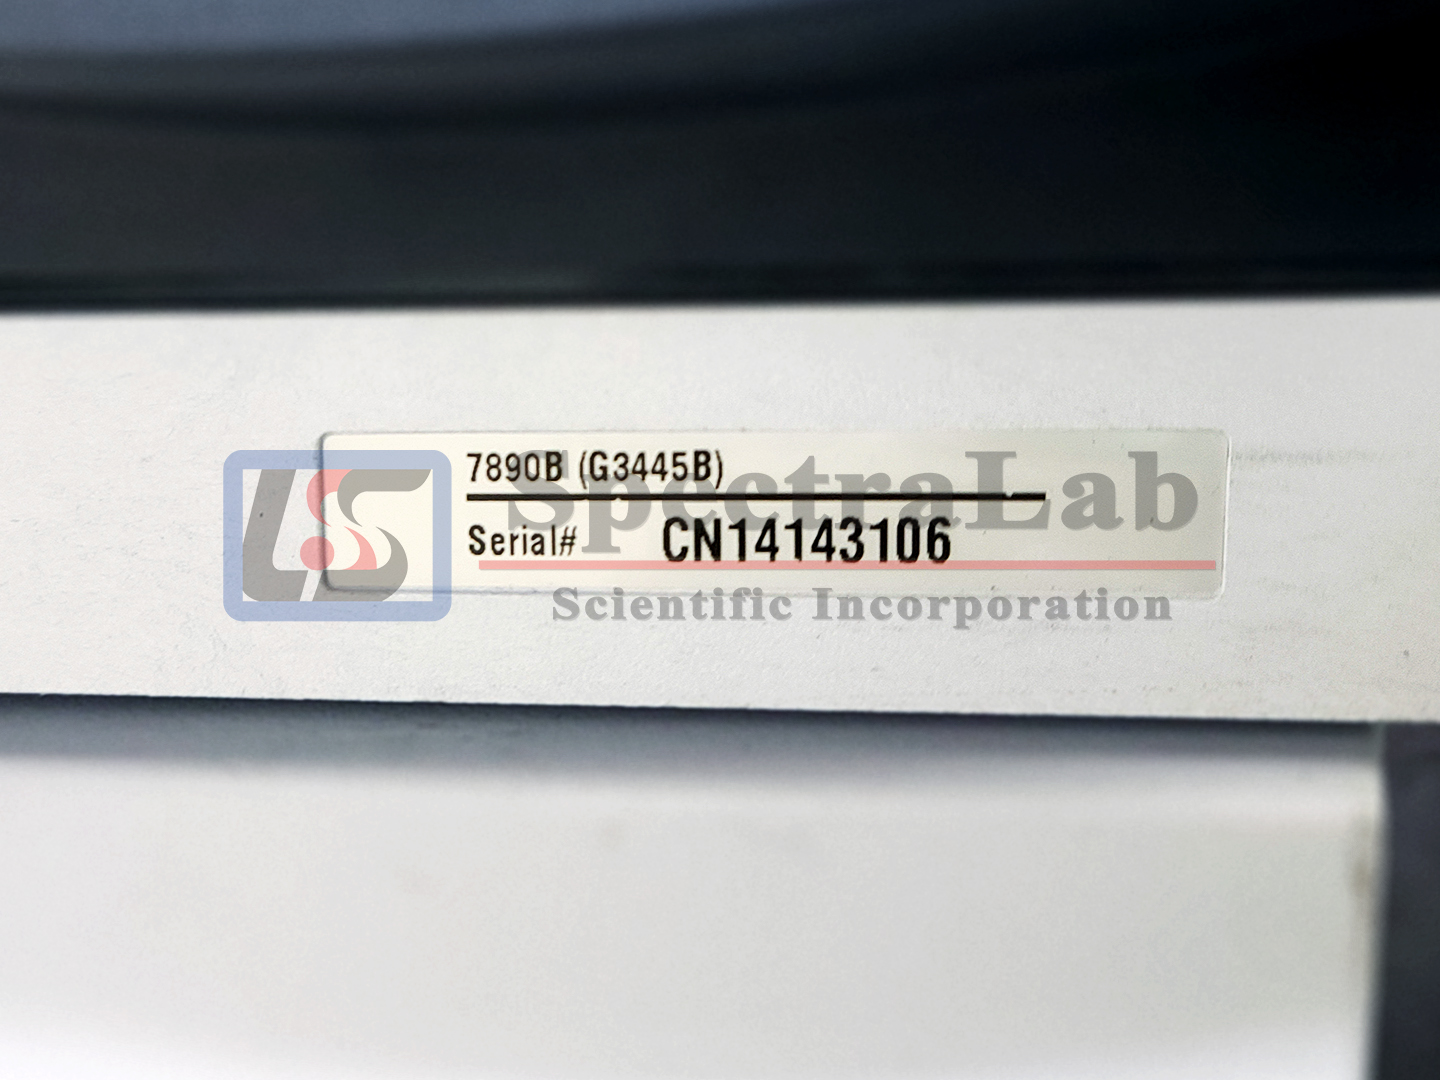 7890B (G3445B)
Serial# CN14143106
SpectraLab
Scientific Incorporation